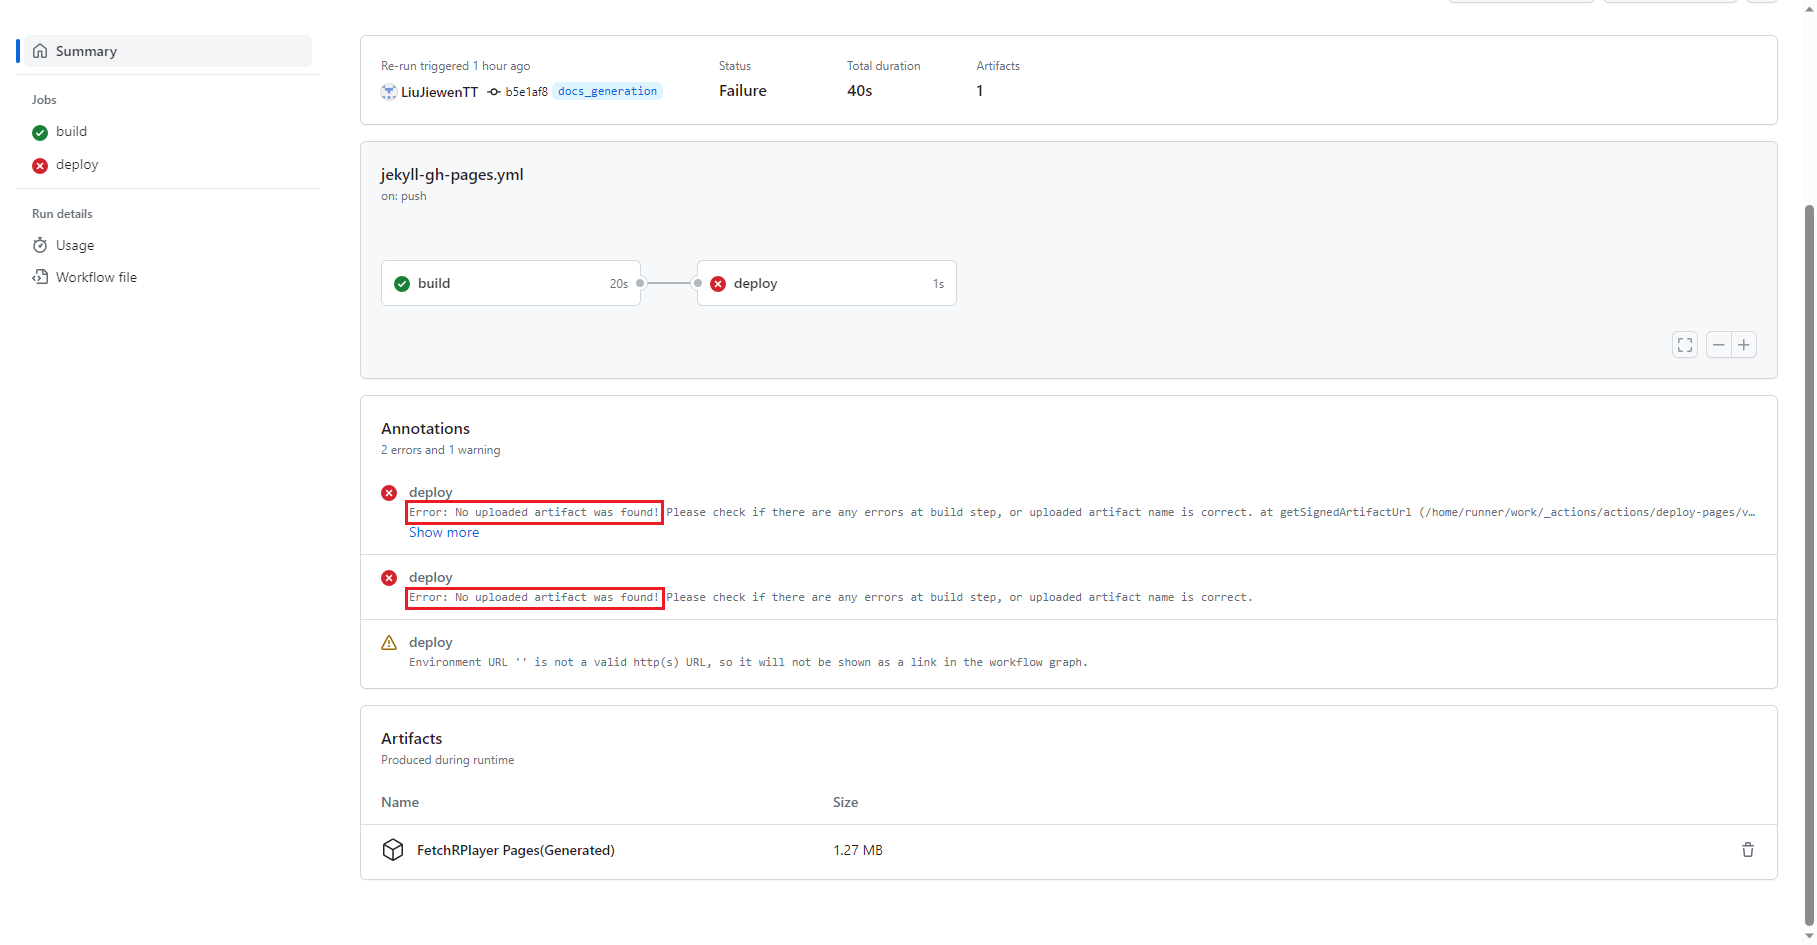 Summary
Jobs
build
deploy
Run details
Usage
Workflow file
Re-run triggered 1 hour ago
LiuJiewenTT b5e1af8 docs_generation
Status
Failure
Total duration
40s
Artifacts
1
jekyll-gh-pages.yml
on: push
build 20s
deploy 1s
Annotations
2 errors and 1 warning
deploy
Error: No uploaded artifact was found! Please check if there are any errors at build step, or uploaded artifact name is correct. at getSignedArtifactUrl (/home/runner/work/_actions/actions/deploy-pages/v…
Show more
deploy
Error: No uploaded artifact was found! Please check if there are any errors at build step, or uploaded artifact name is correct.
deploy
Environment URL '' is not a valid http(s) URL, so it will not be shown as a link in the workflow graph.
Artifacts
Produced during runtime
Name Size
FetchRPlayer Pages(Generated) 1.27 MB